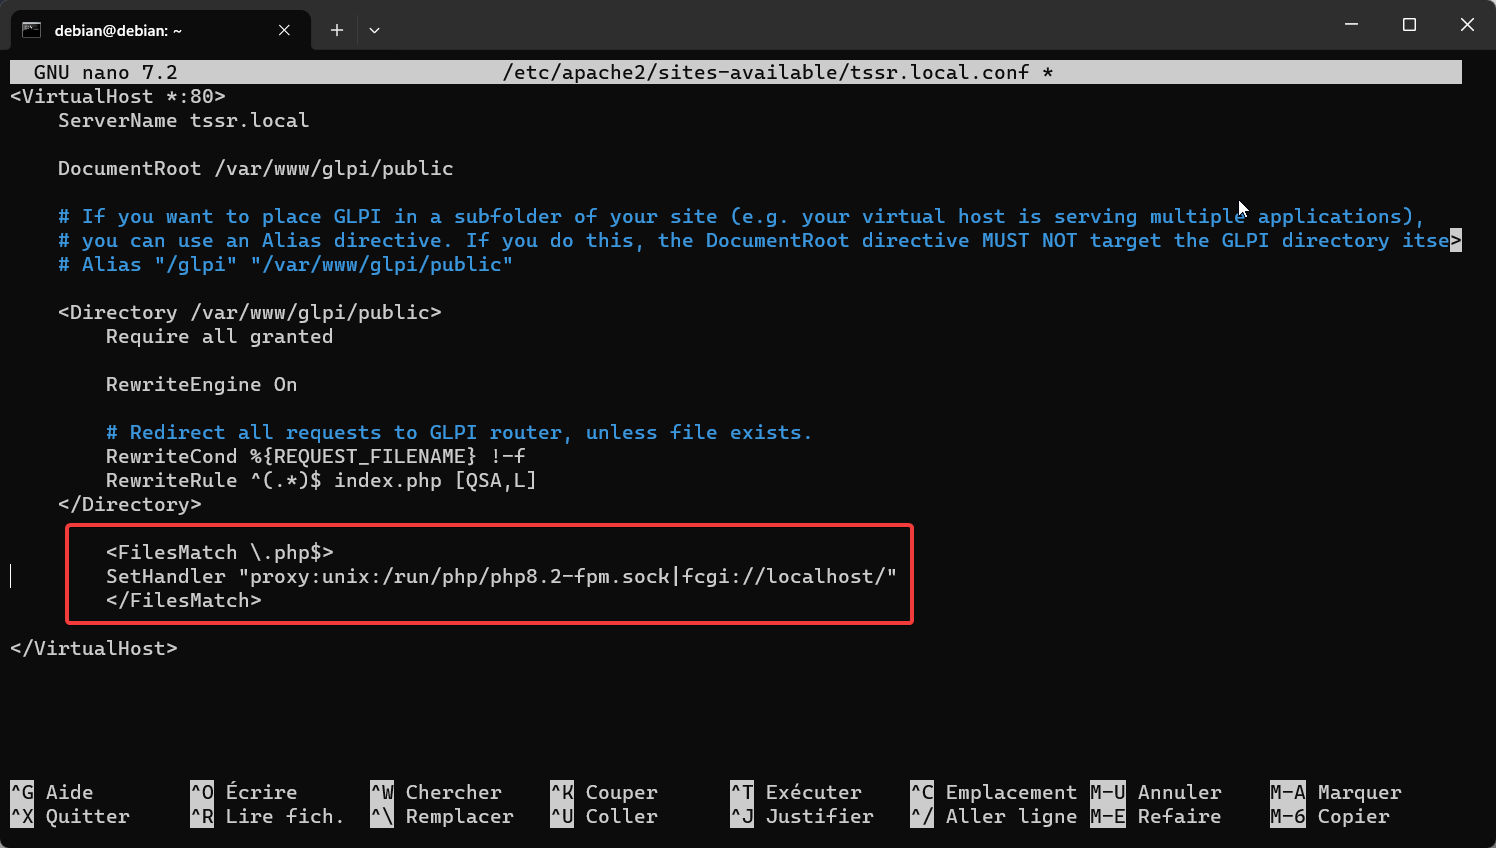 debian@debian: ~
GNU nano 7.2 /etc/apache2/sites-available/tssr.local.conf *
<VirtualHost *:80>
    ServerName tssr.local

    DocumentRoot /var/www/glpi/public

    # If you want to place GLPI in a subfolder of your site (e.g. your virtual host is serving multiple applications),
    # you can use an Alias directive. If you do this, the DocumentRoot directive MUST NOT target the GLPI directory itse>
    # Alias "/glpi" "/var/www/glpi/public"

    <Directory /var/www/glpi/public>
        Require all granted

        RewriteEngine On

        # Redirect all requests to GLPI router, unless file exists.
        RewriteCond %{REQUEST_FILENAME} !-f
        RewriteRule ^(.*)$ index.php [QSA,L]
    </Directory>

        <FilesMatch \.php$>
        SetHandler "proxy:unix:/run/php/php8.2-fpm.sock|fcgi://localhost/"
        </FilesMatch>

</VirtualHost>

^G Aide ^O Écrire ^W Chercher ^K Couper ^T Exécuter ^C Emplacement M-U Annuler M-A Marquer
^X Quitter ^R Lire fich. ^\ Remplacer ^U Coller ^J Justifier ^/ Aller ligne M-E Refaire M-6 Copier